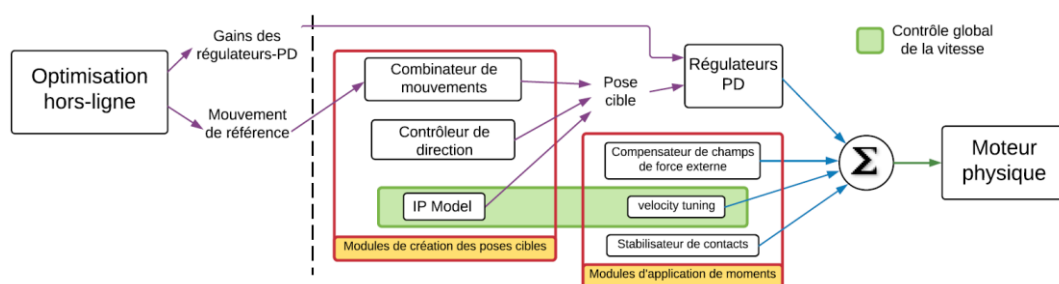 Optimisation
hors-ligne
Gains des
régulateurs-PD
Mouvement
de référence
Combinateur de
mouvements
Contrôleur de
direction
IP Model
Modules de création des poses cibles
Pose
cible
Régulateurs
PD
Compensateur de champs
de force externe
velocity tuning
Stabilisateur de contacts
Modules d'application de moments
Contrôle global
de la vitesse
Σ
Moteur
physique